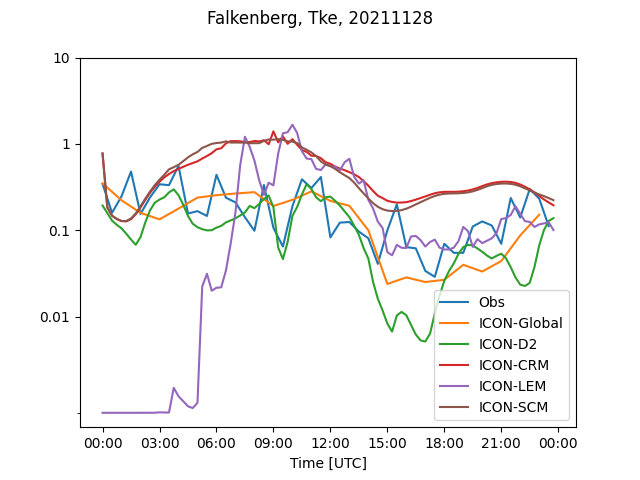 Falkenberg, Tke, 20211128
10
1
0.1
0.01
Obs
ICON-Global
ICON-D2
ICON-CRM
ICON-LEM
ICON-SCM
00:00 03:00 06:00 09:00 12:00 15:00 18:00 21:00 00:00
Time [UTC]